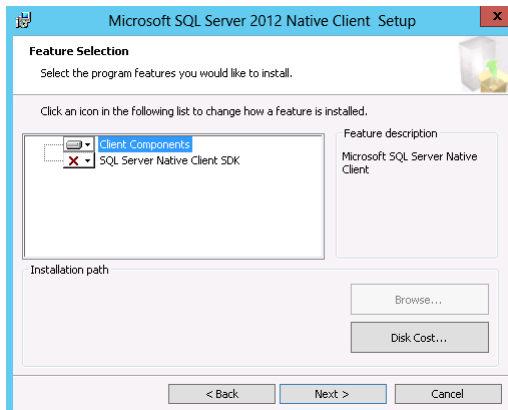 Microsoft SQL Server 2012 Native Client Setup
x
Feature Selection
Select the program features you would like to install.
Click an icon in the following list to change how a feature is installed.
Client Components
SQL Server Native Client SDK
Feature description
Microsoft SQL Server Native
Client
Installation path
Browse...
Disk Cost...
< Back
Next >
Cancel